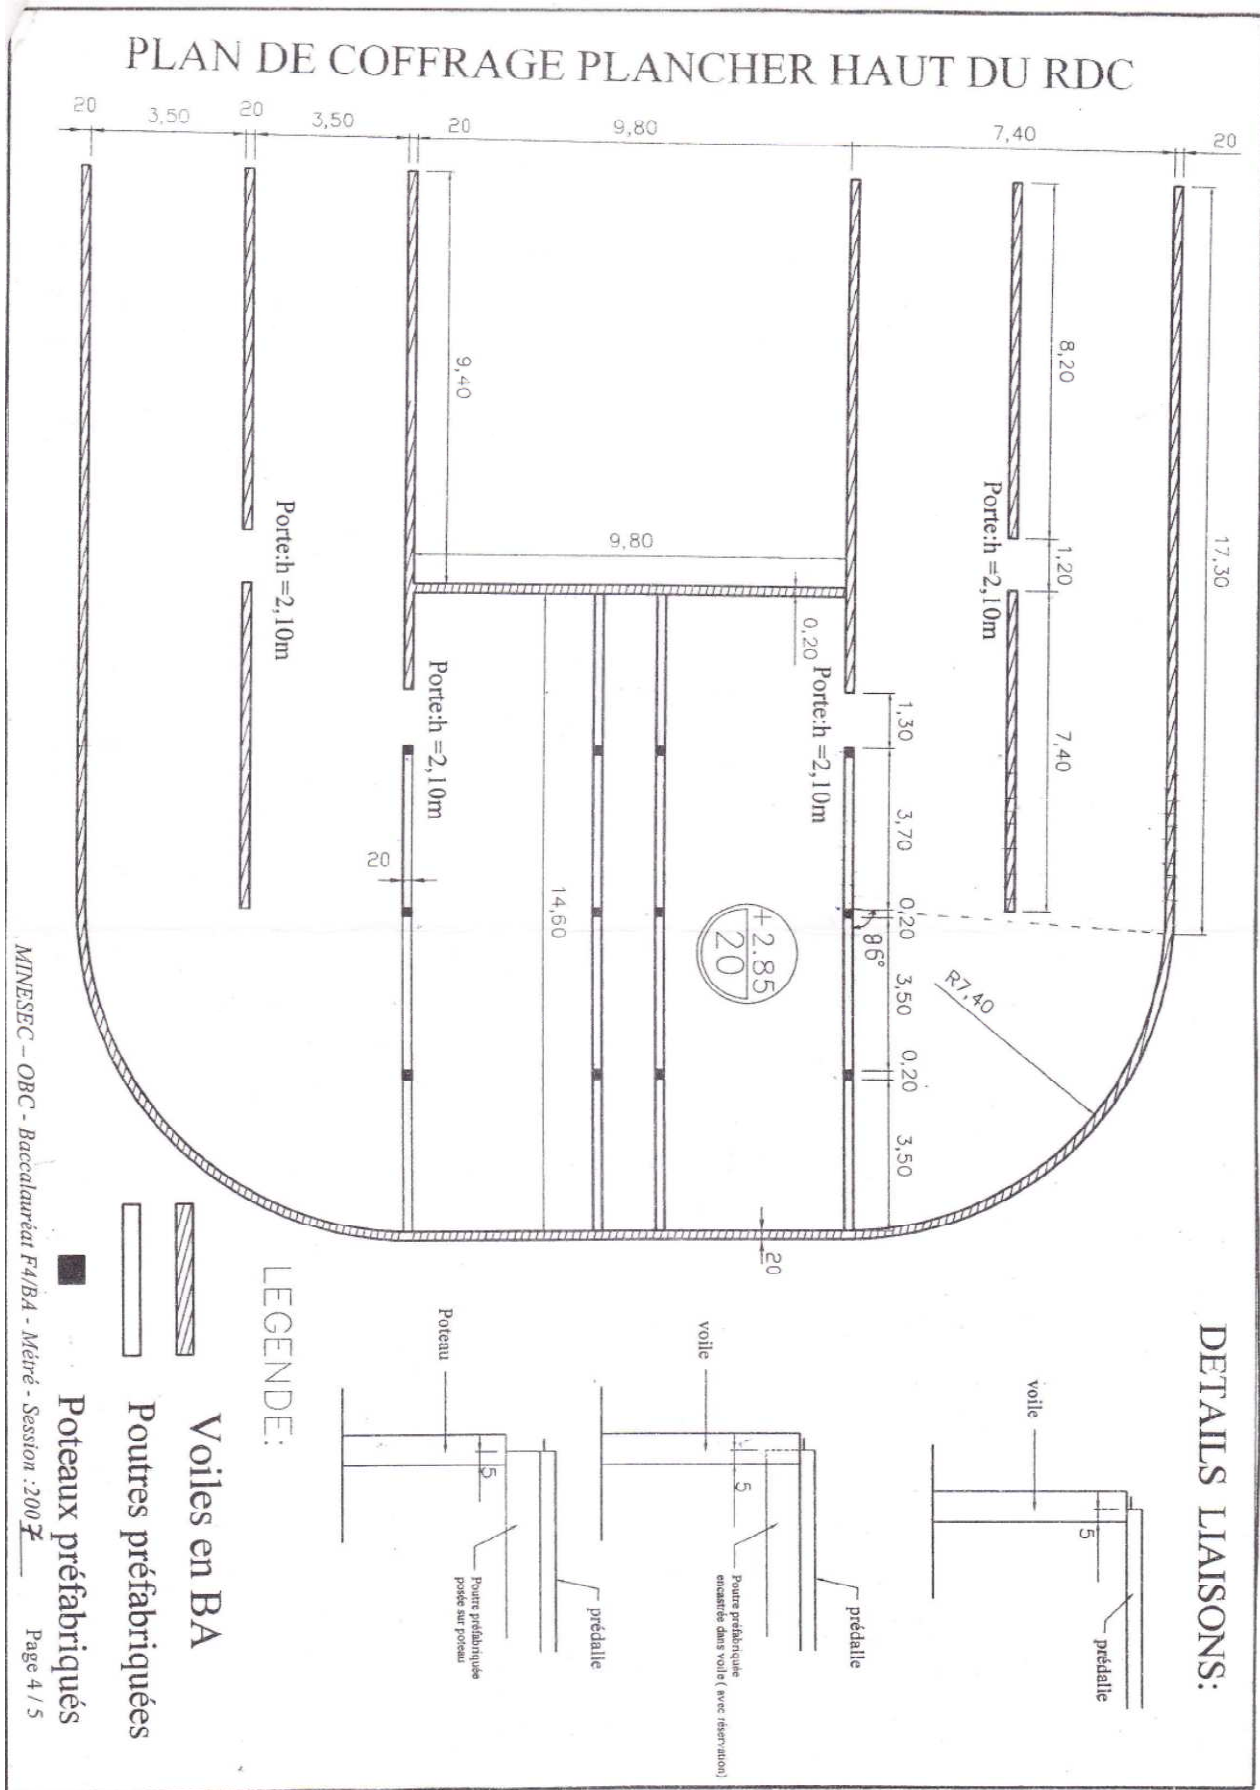 PLAN DE COFFRAGE PLANCHER HAUT DU RDC
20
3,50
20
3,50
20
9,80
7,40
20
9,40
9,80
8,20
1,20
7,40
17,30
Porte:h =2,10m
Porte:h =2,10m
Porte:h =2,10m
Porte:h =2,10m
0,20
1,30
3,70
0,20
3,50
0,20
3,50
86°
R7,40
20
14,60
+2.85
20
20
DETAILS LIAISONS:
voile
5
prédalle
voile
5
prédalle
Poutre préfabriquée
encastrée dans voile ( avec réservation)
Poteau
5
prédalle
Poutre préfabriquée
posée sur poteau
LEGENDE:
Voiles en BA
Poutres préfabriquées
Poteaux préfabriqués
MINESEC – OBC - Baccalauréat F4/BA - Métré - Session :2007
Page 4 / 5